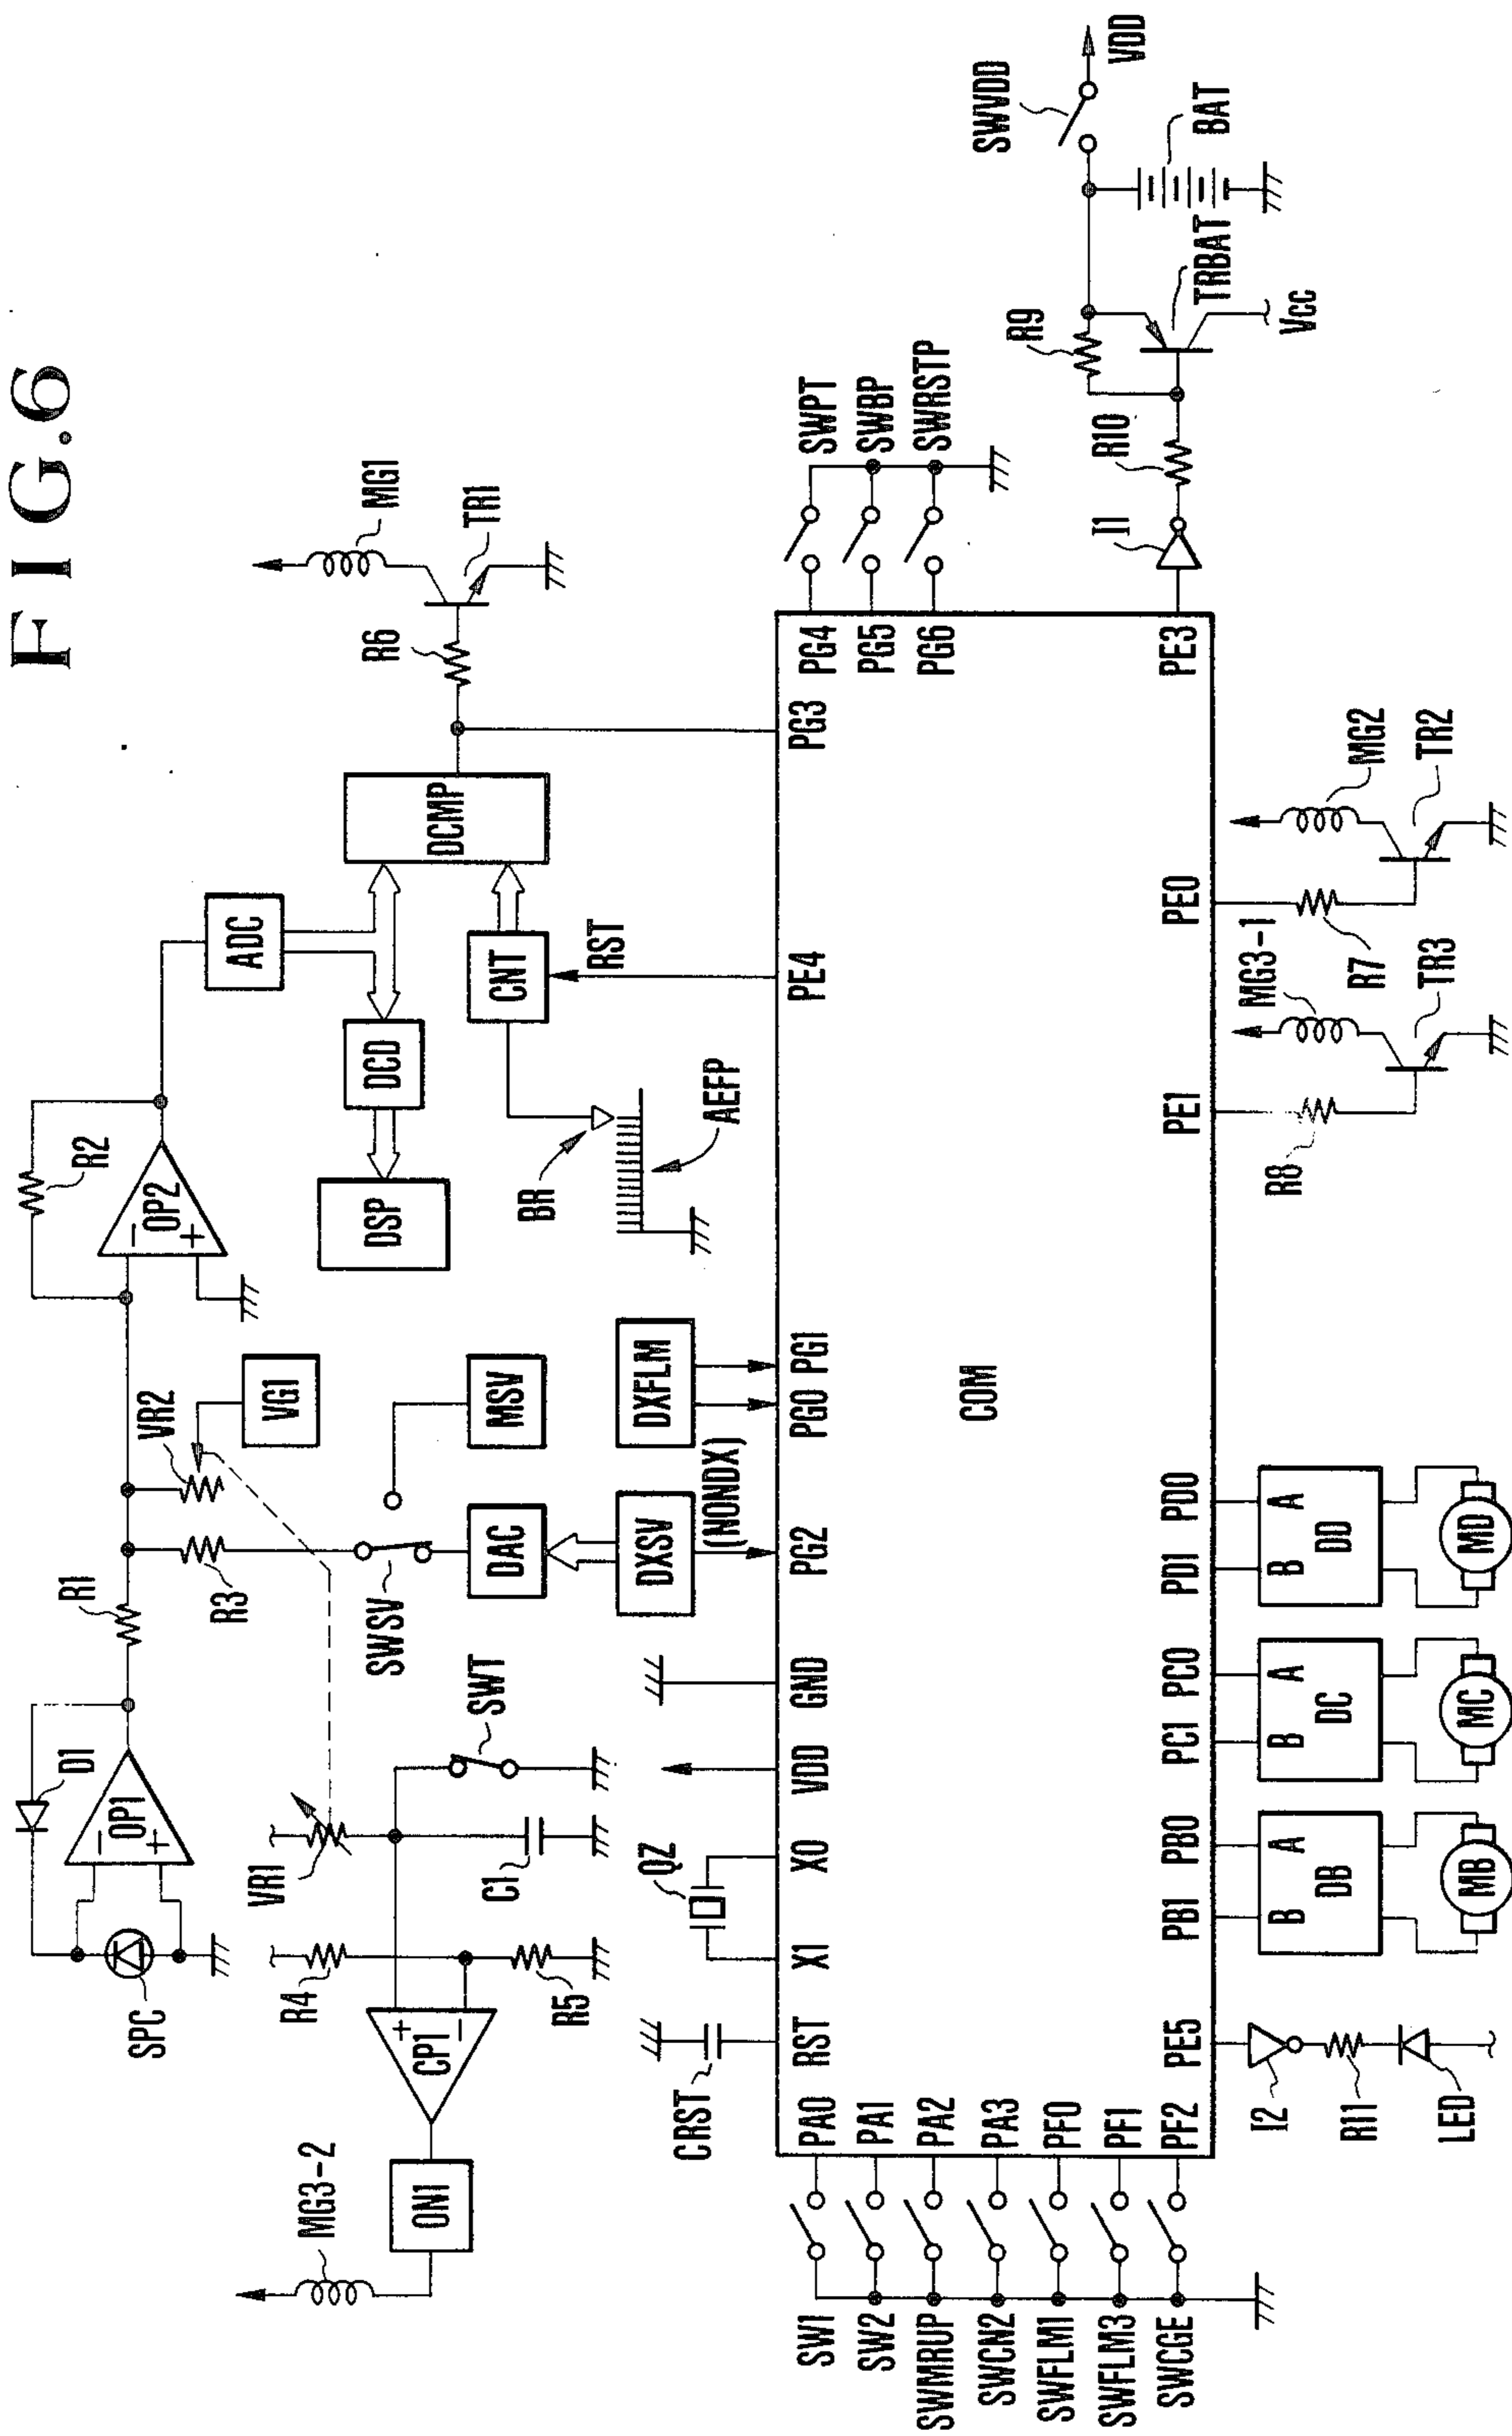 FIG.6
D1
OP1
−
+
SPC
R1
R2
OP2
−
+
R3
VR2
VG1
SWSV
MSV
DAC
DXSV
(NONDX)
DXFLM
ADC
DCD
DSP
DCMP
CNT
RST
BR
AEFP
R6
MG1
TR1
MG3-2
ON1
CP1
+
−
R4
R5
VR1
C1
SWT
CRST
QZ
RST
X1
X0
VDD
GND
PG2
PG0
PG1
PE4
PG3
COM
SW1
PA0
SW2
PA1
SWMRUP
PA2
SWCN2
PA3
SWFLM1
PF0
SWFLM3
PF1
SWCGE
PF2
PG4
SWPT
PG5
SWBP
PG6
SWRSTP
PE3
I1
R10
R9
TRBAT
Vcc
BAT
SWVDD
VDD
PE5
PB1
PB0
PC1
PC0
PD1
PD0
PE1
PE0
I2
R11
LED
B
A
DB
MB
B
A
DC
MC
B
A
DD
MD
R8
MG3-1
TR3
R7
MG2
TR2